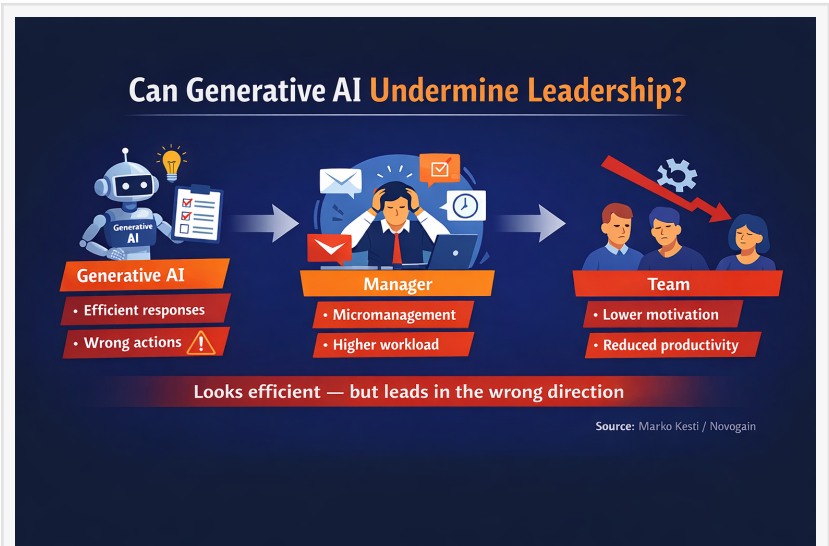 Can Generative AI Undermine Leadership?
Generative
AI
Generative AI
• Efficient responses
• Wrong actions
Manager
• Micromanagement
• Higher workload
Team
• Lower motivation
• Reduced productivity
Looks efficient — but leads in the wrong direction
Source: Marko Kesti / Novogain